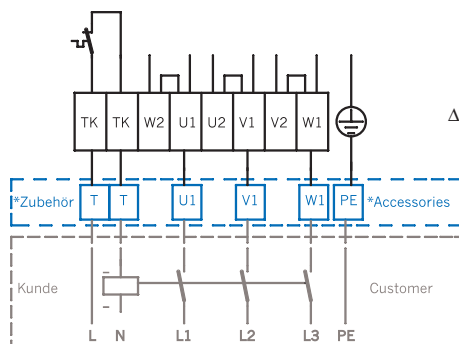 TK TK W2 U1 U2 V1 V2 W1
Δ
*Zubehör T T U1 V1 W1 PE *Accessories
Kunde Customer
L N L1 L2 L3 PE